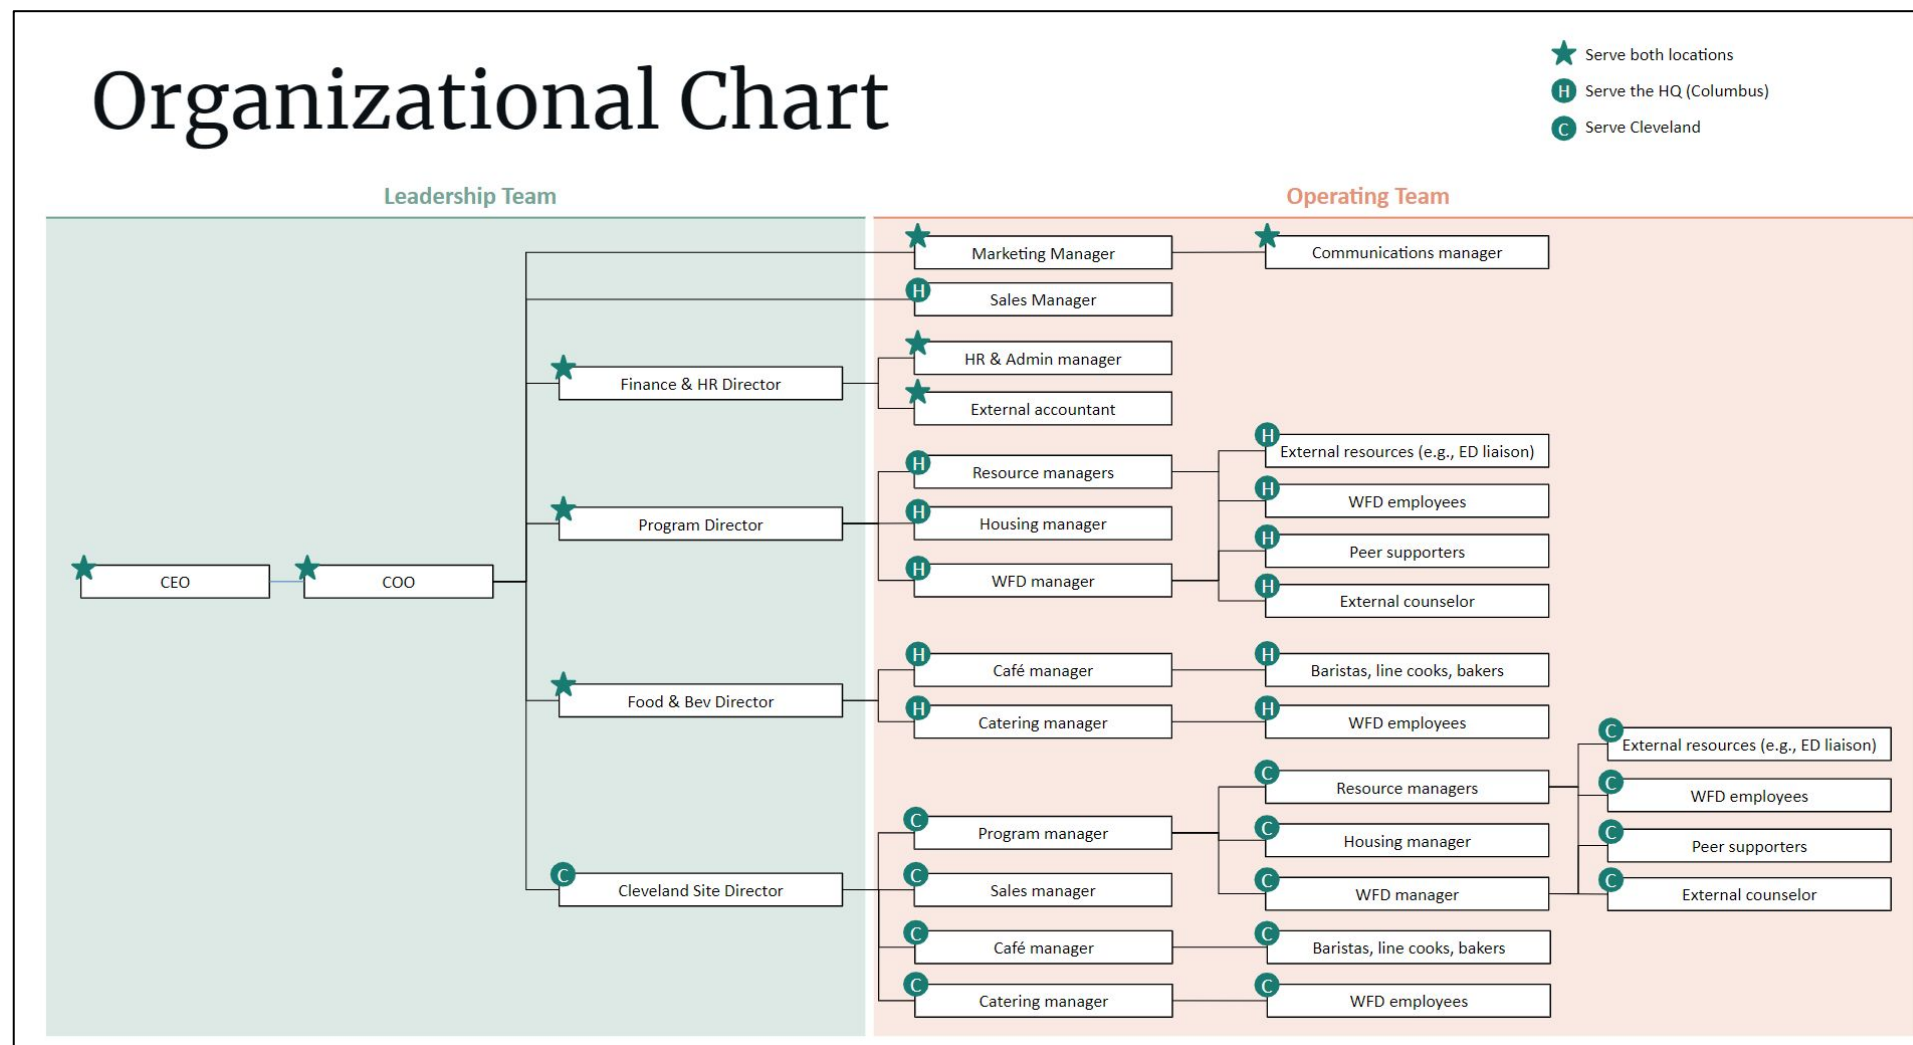 Organizational Chart
Serve both locations
H Serve the HQ (Columbus)
C Serve Cleveland
Leadership Team
Operating Team
Marketing Manager
Communications manager
H Sales Manager
HR & Admin manager
Finance & HR Director
External accountant
H External resources (e.g., ED liaison)
H Resource managers
H WFD employees
Program Director
H Housing manager
H Peer supporters
CEO
COO
H WFD manager
H External counselor
H Café manager
H Baristas, line cooks, bakers
Food & Bev Director
H Catering manager
H WFD employees
C External resources (e.g., ED liaison)
C Resource managers
C WFD employees
C Program manager
C Housing manager
C Peer supporters
C Cleveland Site Director
C Sales manager
C WFD manager
C External counselor
C Café manager
C Baristas, line cooks, bakers
C Catering manager
C WFD employees